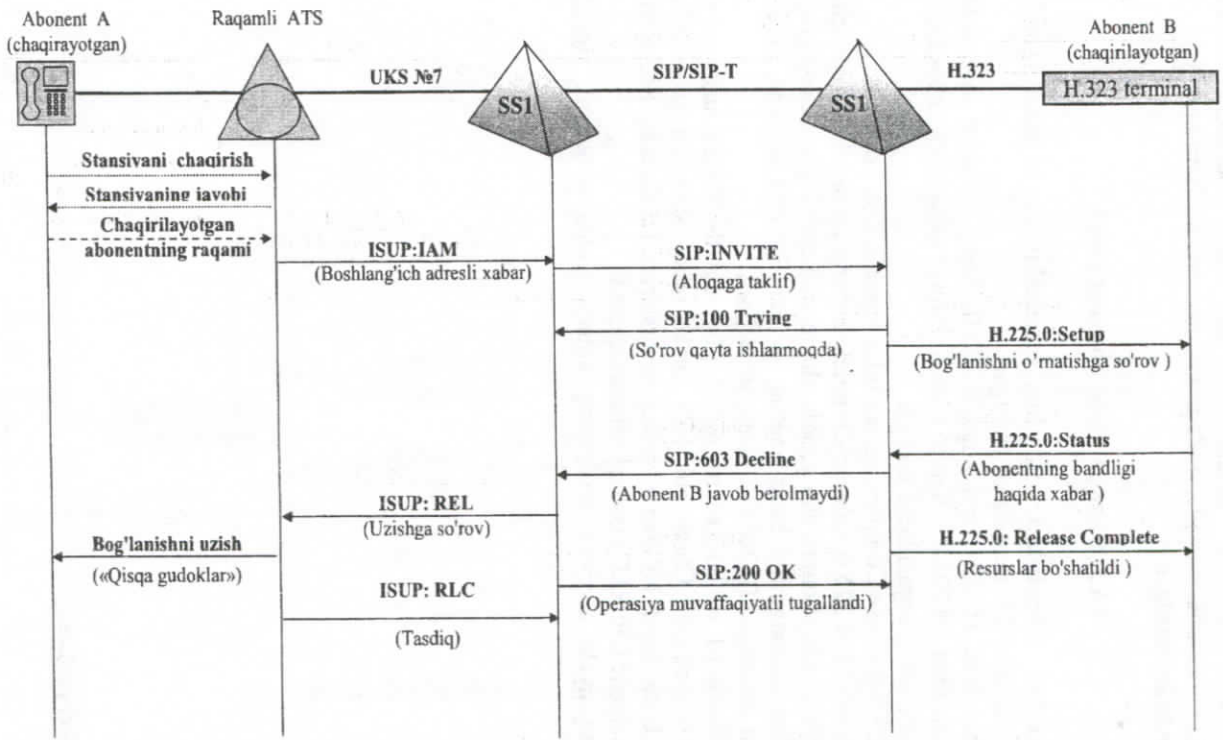 Abonent A
(chaqirayotgan)
Raqamli ATS
Abonent B
(chaqirilayotgan)
UKS №7
SIP/SIP-T
H.323
SS1
SS1
H.323 terminal
Stansivani chaqirish
Stansivaning javobi
Chaqirilayotgan
abonentning raqami
ISUP:IAM
(Boshlang'ich adresli xabar)
SIP:INVITE
(Aloqaga taklif)
SIP:100 Trving
(So'rov qayta ishlanmoqda)
H.225.0:Setup
(Bog'lanishni o'rnatishga so'rov )
H.225.0:Status
(Abonentning bandligi
haqida xabar )
SIP:603 Decline
(Abonent B javob berolmaydi)
ISUP: REL
(Uzishga so'rov)
Bog'lanishni uzish
(«Qisqa gudoklar»)
H.225.0: Release Complete
(Resurslar bo'shatildi )
SIP:200 OK
(Operasiya muvaffaqiyatli tugallandi)
ISUP: RLC
(Tasdiq)